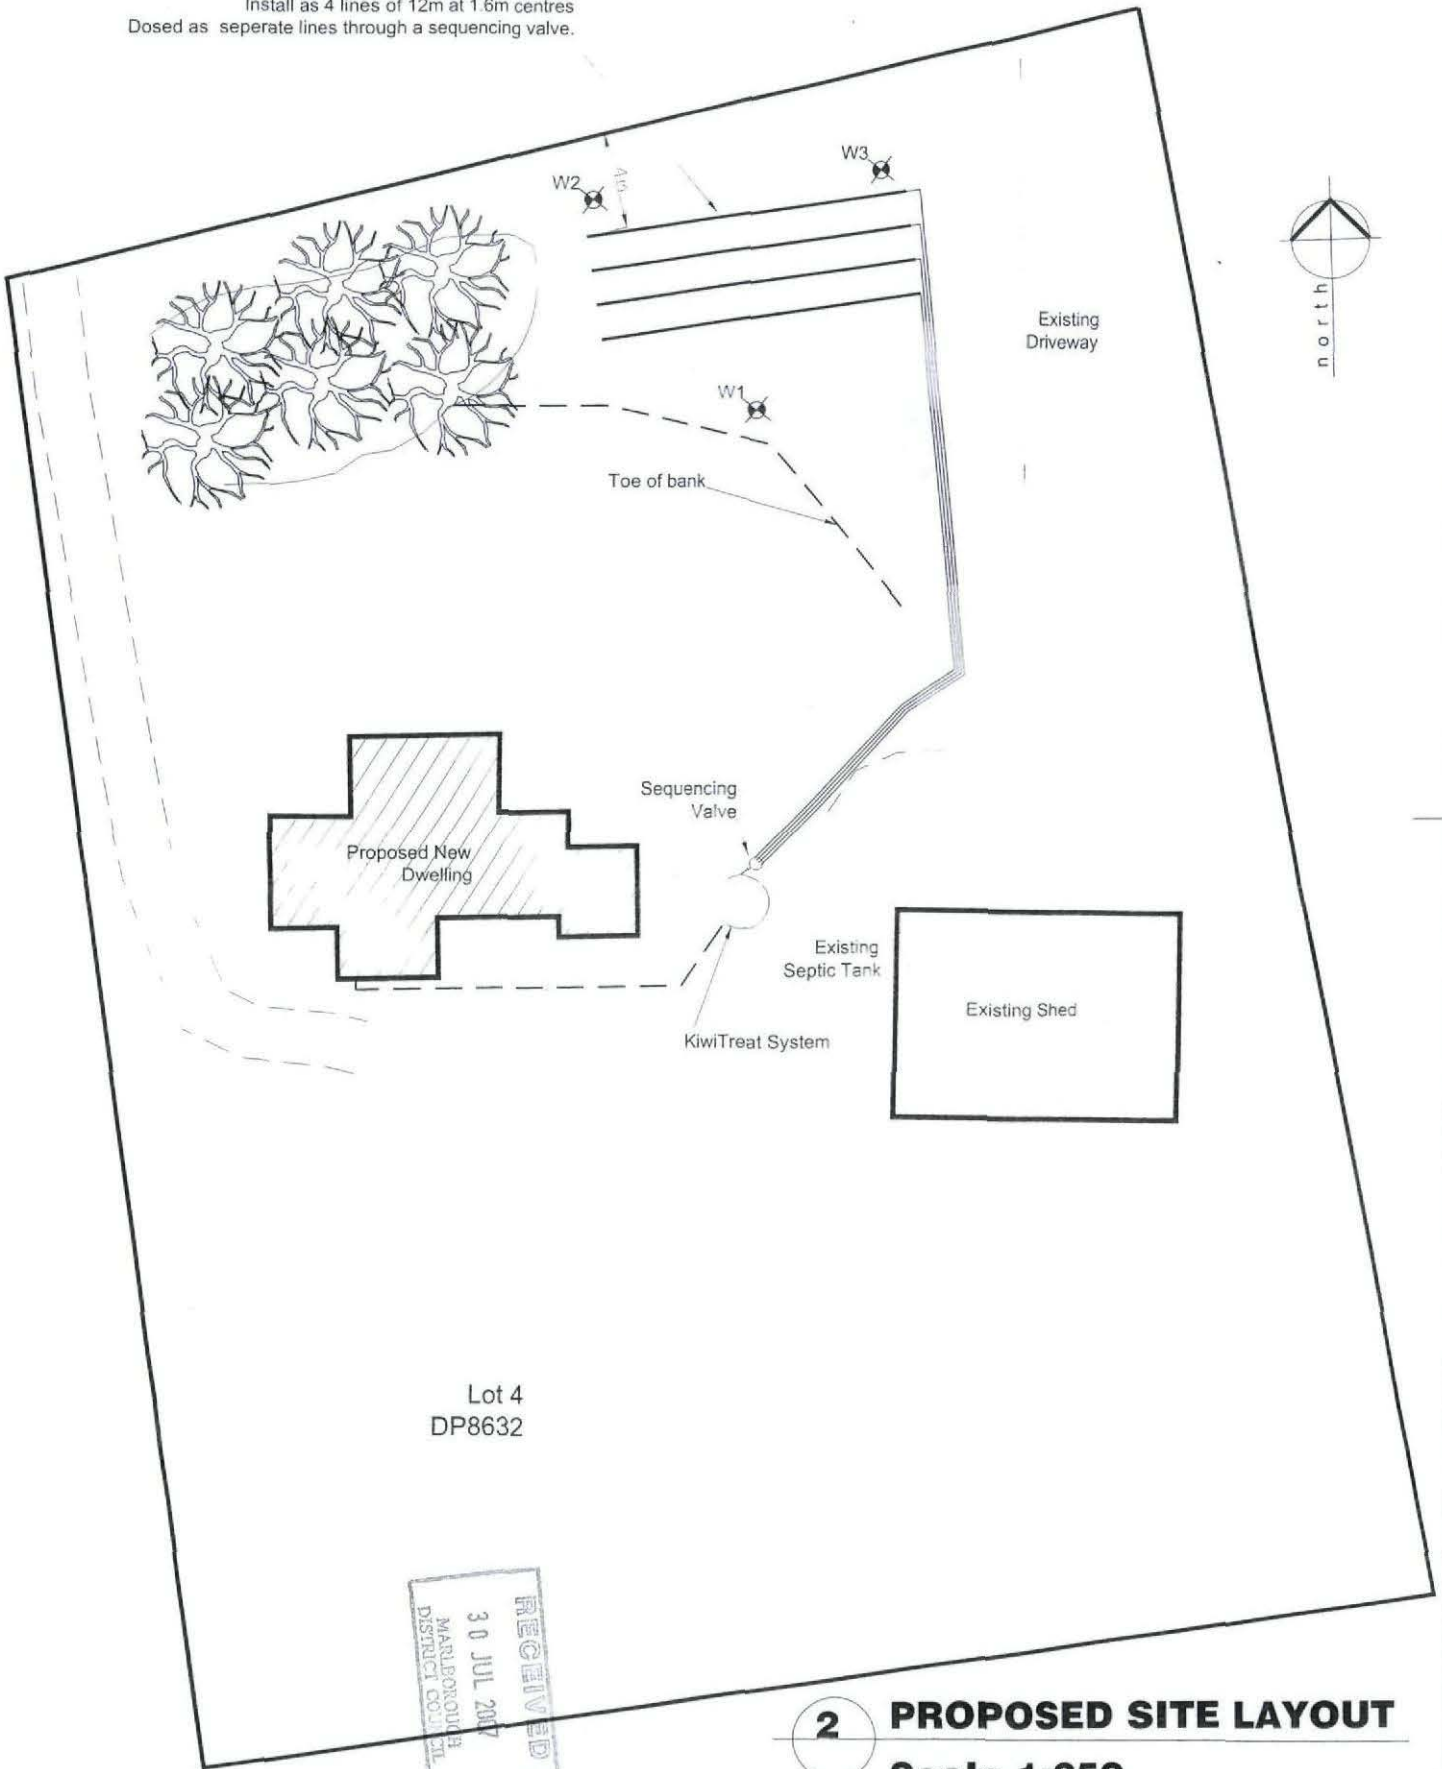 Install as 4 lines of 12m at 1.6m centres
Dosed as seperate lines through a sequencing valve.
W3
W2
4m
north
Existing
Driveway
W1
Toe of bank
Sequencing
Valve
Proposed New
Dwelling
Existing
Septic Tank
Existing Shed
KiwiTreat System
Lot 4
DP8632
RECEIVED
30 JUL 2007
MARLBOROUGH
DISTRICT COUNCIL
2
PROPOSED SITE LAYOUT